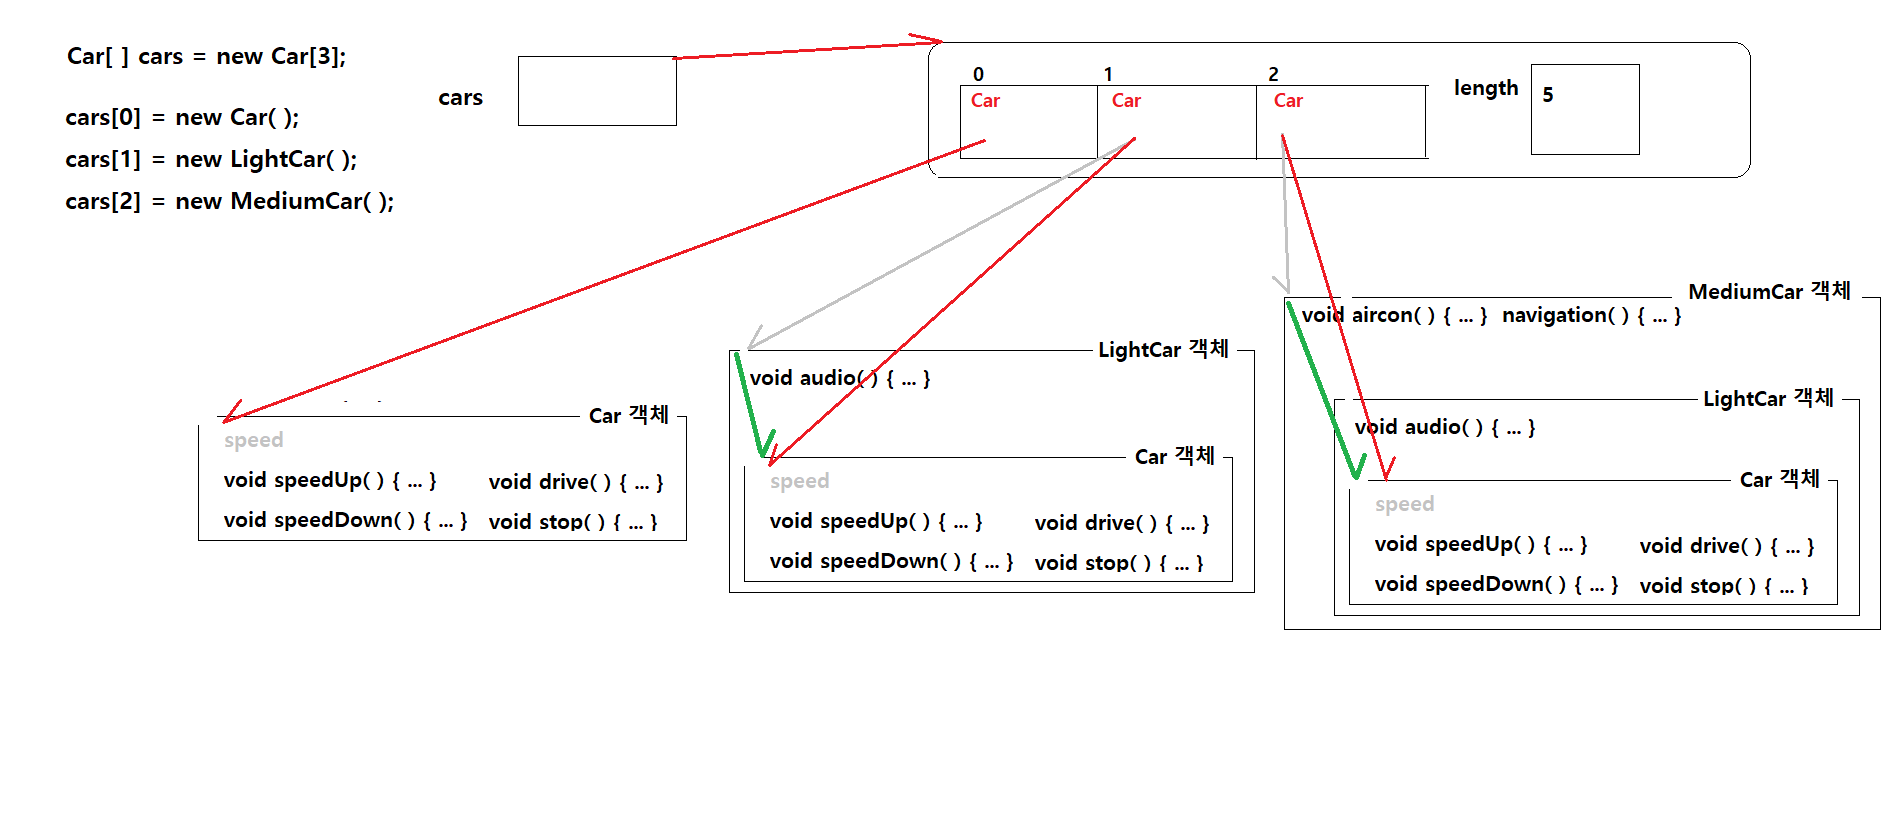 Car[ ] cars = new Car[3];
cars[0] = new Car( );
cars[1] = new LightCar( );
cars[2] = new MediumCar( );
cars
0 1 2
Car Car Car
length 5
Car 객체
speed
void speedUp( ) { ... } void drive( ) { ... }
void speedDown( ) { ... } void stop( ) { ... }
LightCar 객체
void audio( ) { ... }
Car 객체
speed
void speedUp( ) { ... } void drive( ) { ... }
void speedDown( ) { ... } void stop( ) { ... }
MediumCar 객체
void aircon( ) { ... } navigation( ) { ... }
LightCar 객체
void audio( ) { ... }
Car 객체
speed
void speedUp( ) { ... } void drive( ) { ... }
void speedDown( ) { ... } void stop( ) { ... }